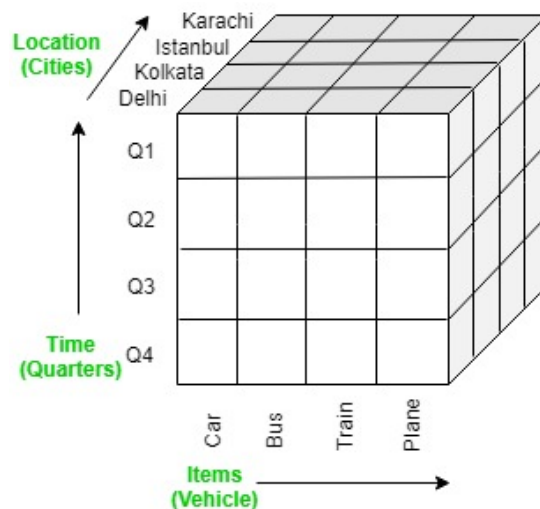 Karachi
Location
(Cities)
Istanbul
Kolkata
Delhi
Q1
Q2
Q3
Time
(Quarters)
Q4
Car
Bus
Train
Plane
Items
(Vehicle)